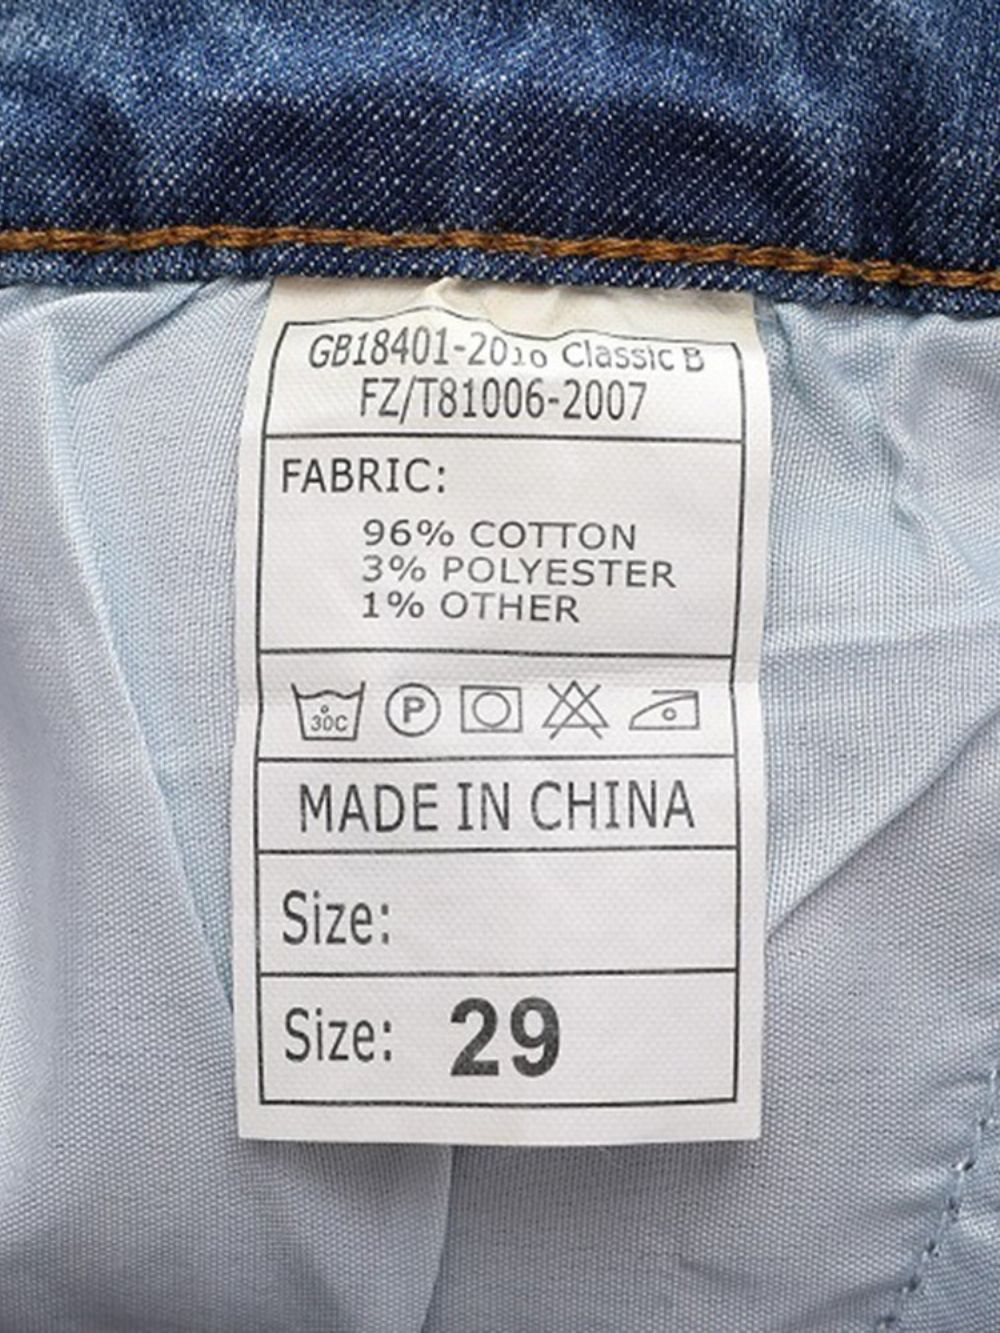 GB18401-2010 Classic B
FZ/T81006-2007
FABRIC:
96% COTTON
3% POLYESTER
1% OTHER
30C P
MADE IN CHINA
Size:
Size: 29